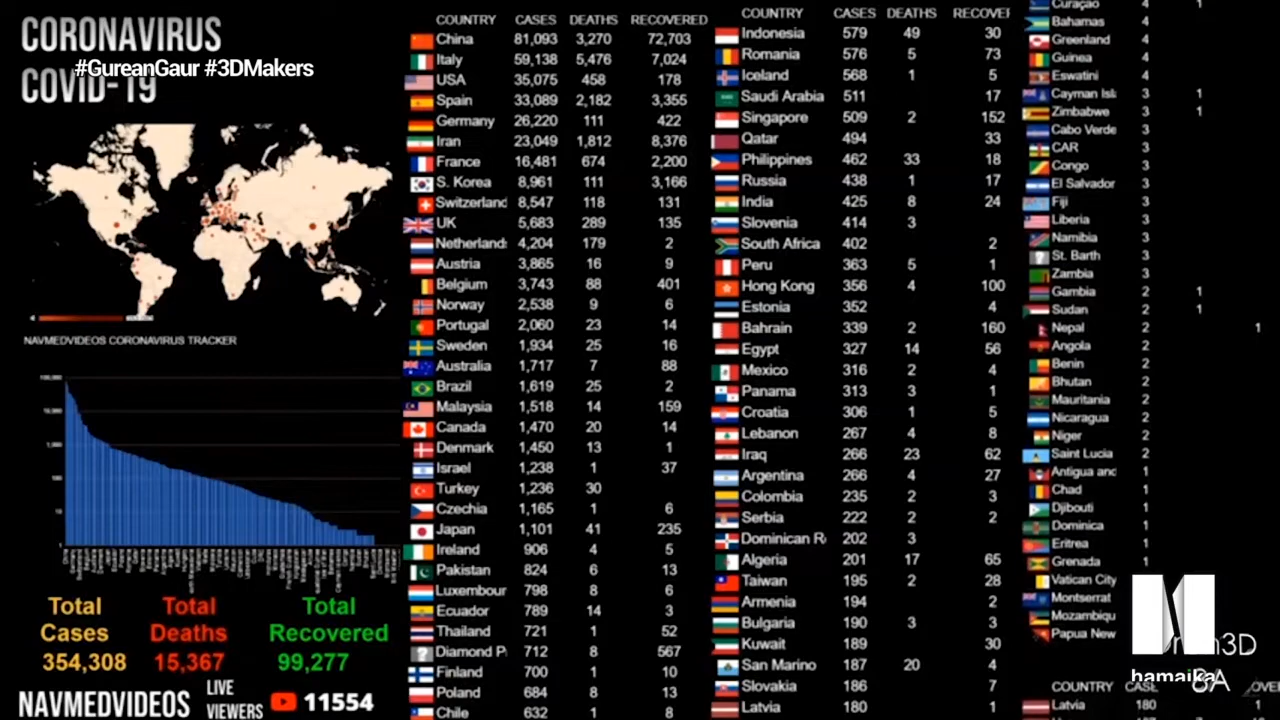 CORONAVIRUS
#GureanGaur #3DMakers
COVID-19
NAVMEDVIDEOS CORONAVIRUS TRACKER
Total Cases
354,308
Total Deaths
15,367
Total Recovered
99,277
NAVMEDVIDEOS
LIVE VIEWERS
11554
COUNTRY CASES DEATHS RECOVERED
China 81,093 3,270 72,703
Italy 59,138 5,476 7,024
USA 35,075 458 178
Spain 33,089 2,182 3,355
Germany 26,220 111 422
Iran 23,049 1,812 8,376
France 16,481 674 2,200
S. Korea 8,961 111 3,166
Switzerland 8,547 118 131
UK 5,683 289 135
Netherland 4,204 179 2
Austria 3,865 16 9
Belgium 3,743 88 401
Norway 2,538 9 6
Portugal 2,060 23 14
Sweden 1,934 25 16
Australia 1,717 7 88
Brazil 1,619 25 2
Malaysia 1,518 14 159
Canada 1,470 20 14
Denmark 1,450 13 1
Israel 1,238 1 37
Turkey 1,236 30
Czechia 1,165 1 6
Japan 1,101 41 235
Ireland 906 4 5
Pakistan 824 6 13
Luxembour 798 8 6
Ecuador 789 14 3
Thailand 721 1 52
Diamond P 712 8 567
Finland 700 1 10
Poland 684 8 13
Chile 632 1 8
COUNTRY CASES DEATHS RECOVE
Indonesia 579 49 30
Romania 576 5 73
Iceland 568 1 5
Saudi Arabia 511 17
Singapore 509 2 152
Qatar 494 33
Philippines 462 33 18
Russia 438 1 17
India 425 8 24
Slovenia 414 3
South Africa 402 2
Peru 363 5 1
Hong Kong 356 4 100
Estonia 352 4
Bahrain 339 2 160
Egypt 327 14 56
Mexico 316 2 4
Panama 313 3 1
Croatia 306 1 5
Lebanon 267 4 8
Iraq 266 23 62
Argentina 266 4 27
Colombia 235 2 3
Serbia 222 2 2
Dominican R 202 3
Algeria 201 17 65
Taiwan 195 2 28
Armenia 194 2
Bulgaria 190 3 3
Kuwait 189 30
San Marino 187 20 4
Slovakia 186 7
Latvia 180 1
Curaçao 4 1
Bahamas 4
Greenland 4
Guinea 4
Eswatini 4
Cayman Isl 3 1
Zimbabwe 3 1
Cabo Verde 3
CAR 3
Congo 3
El Salvador 3
Fiji 3
Liberia 3
Namibia 3
St. Barth 3
Zambia 3
Gambia 2 1
Sudan 2 1
Nepal 2 1
Angola 2
Benin 2
Bhutan 2
Mauritania 2
Nicaragua 2
Niger 2
Saint Lucia 2
Antigua and 1
Chad 1
Djibouti 1
Dominica 1
Eritrea 1
Grenada 1
Vatican City
Montserrat
Mozambiqu
Papua New
hamaika
COUNTRY
Latvia 180 1